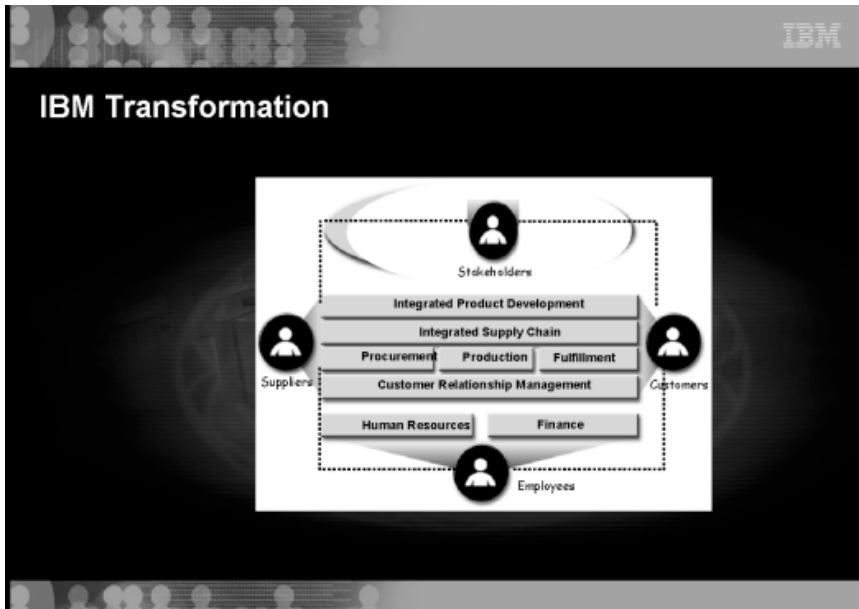 IBM
IBM Transformation
Stakeholders
Integrated Product Development
Integrated Supply Chain
Procurement Production Fulfillment
Suppliers
Customer Relationship Management
Customers
Human Resources Finance
Employees